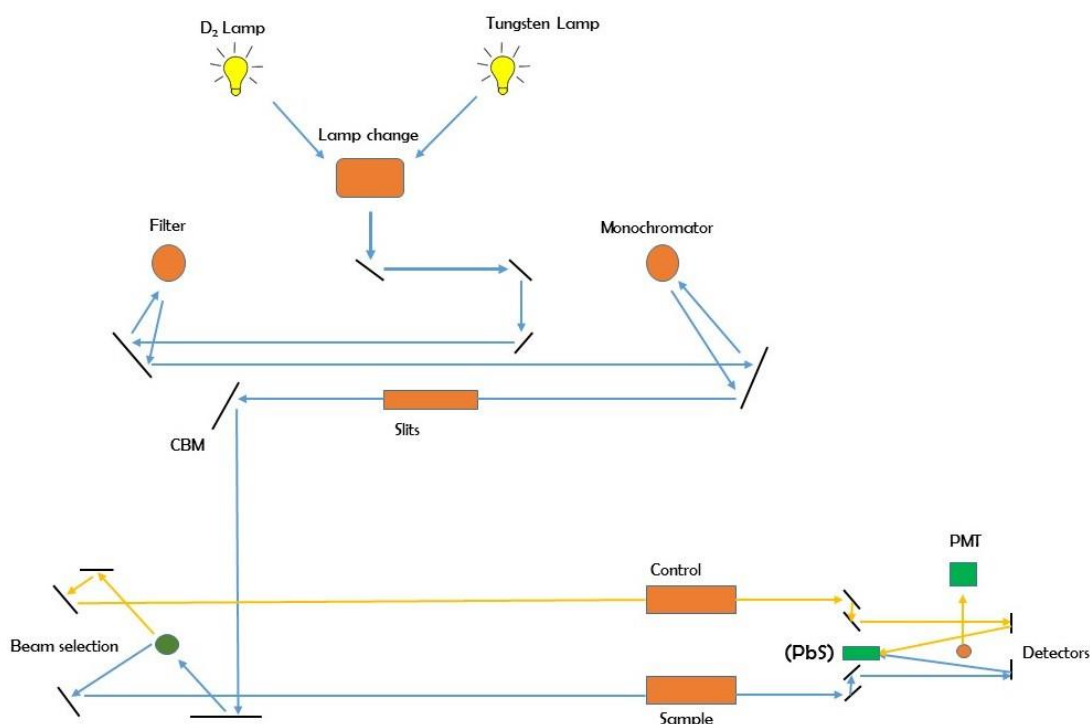 D₂ Lamp
Tungsten Lamp
Lamp change
Filter
Monochromator
CBM
Slits
PMT
Control
Beam selection
(PbS)
Detectors
Sample